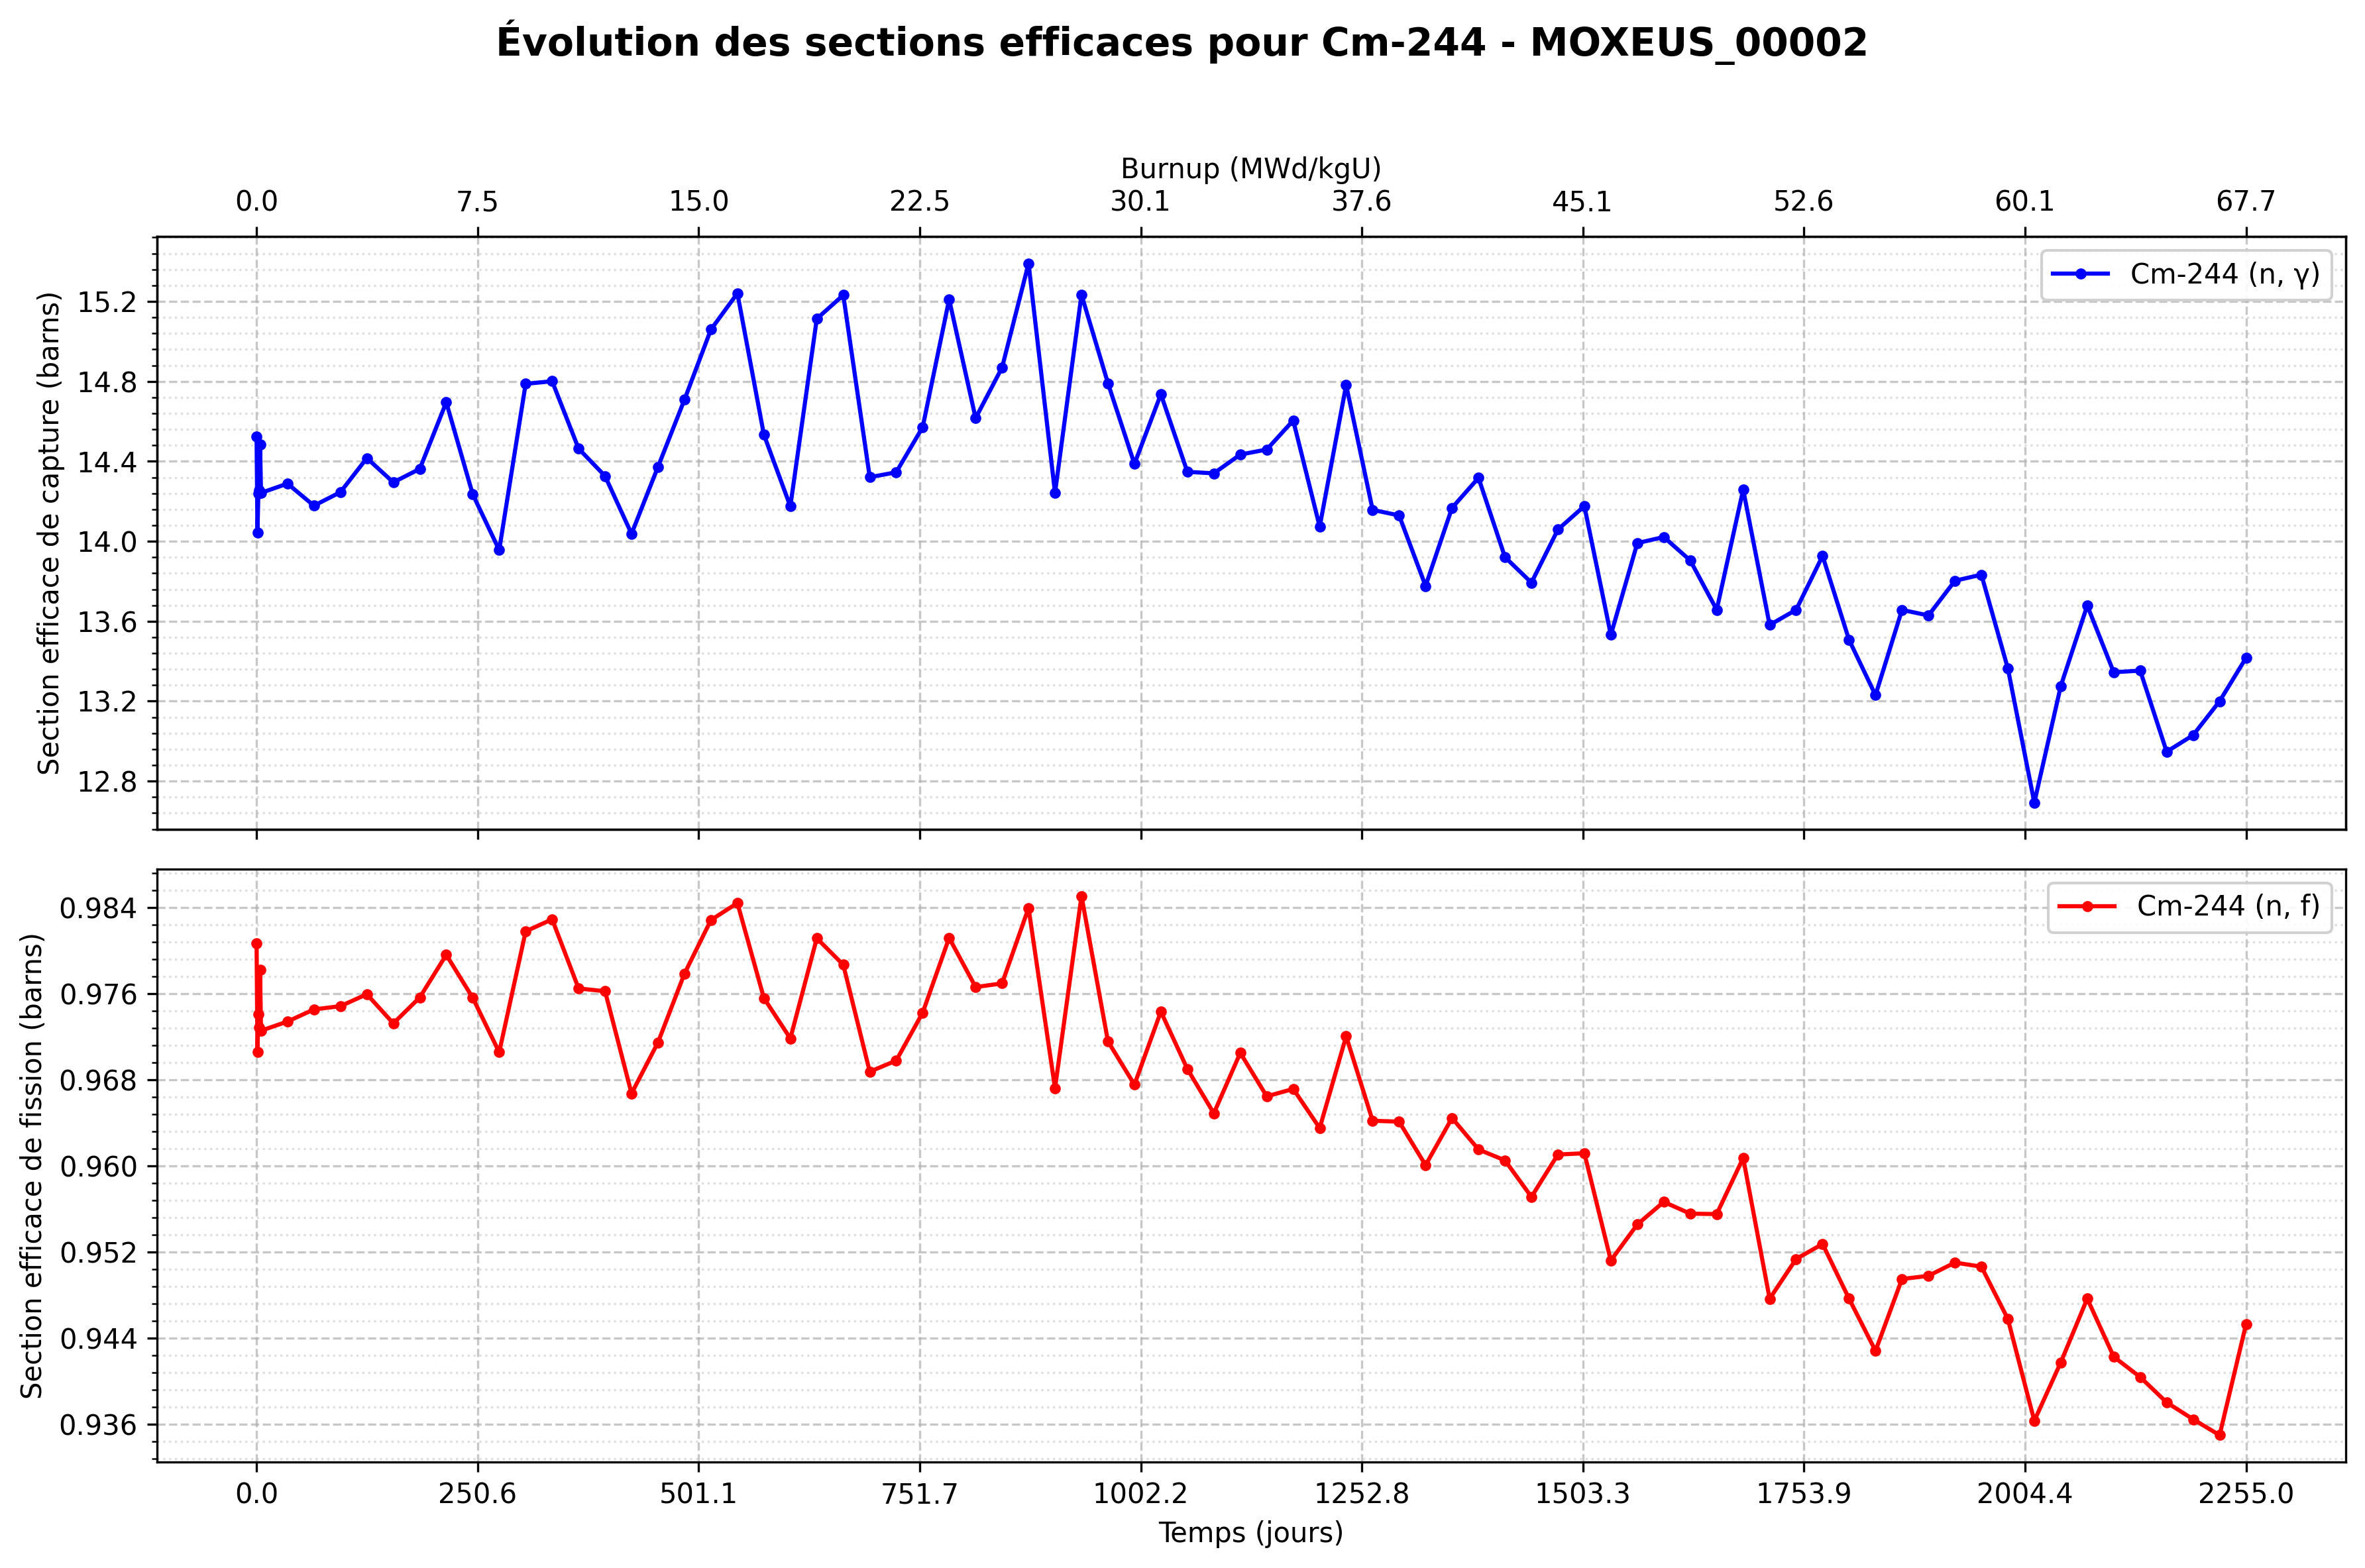 Évolution des sections efficaces pour Cm-244 - MOXEUS_00002
Burnup (MWd/kgU)
0.0 7.5 15.0 22.5 30.1 37.6 45.1 52.6 60.1 67.7
Section efficace de capture (barns)
15.2
14.8
14.4
14.0
13.6
13.2
12.8
Cm-244 (n, γ)
Section efficace de fission (barns)
0.984
0.976
0.968
0.960
0.952
0.944
0.936
Cm-244 (n, f)
0.0 250.6 501.1 751.7 1002.2 1252.8 1503.3 1753.9 2004.4 2255.0
Temps (jours)